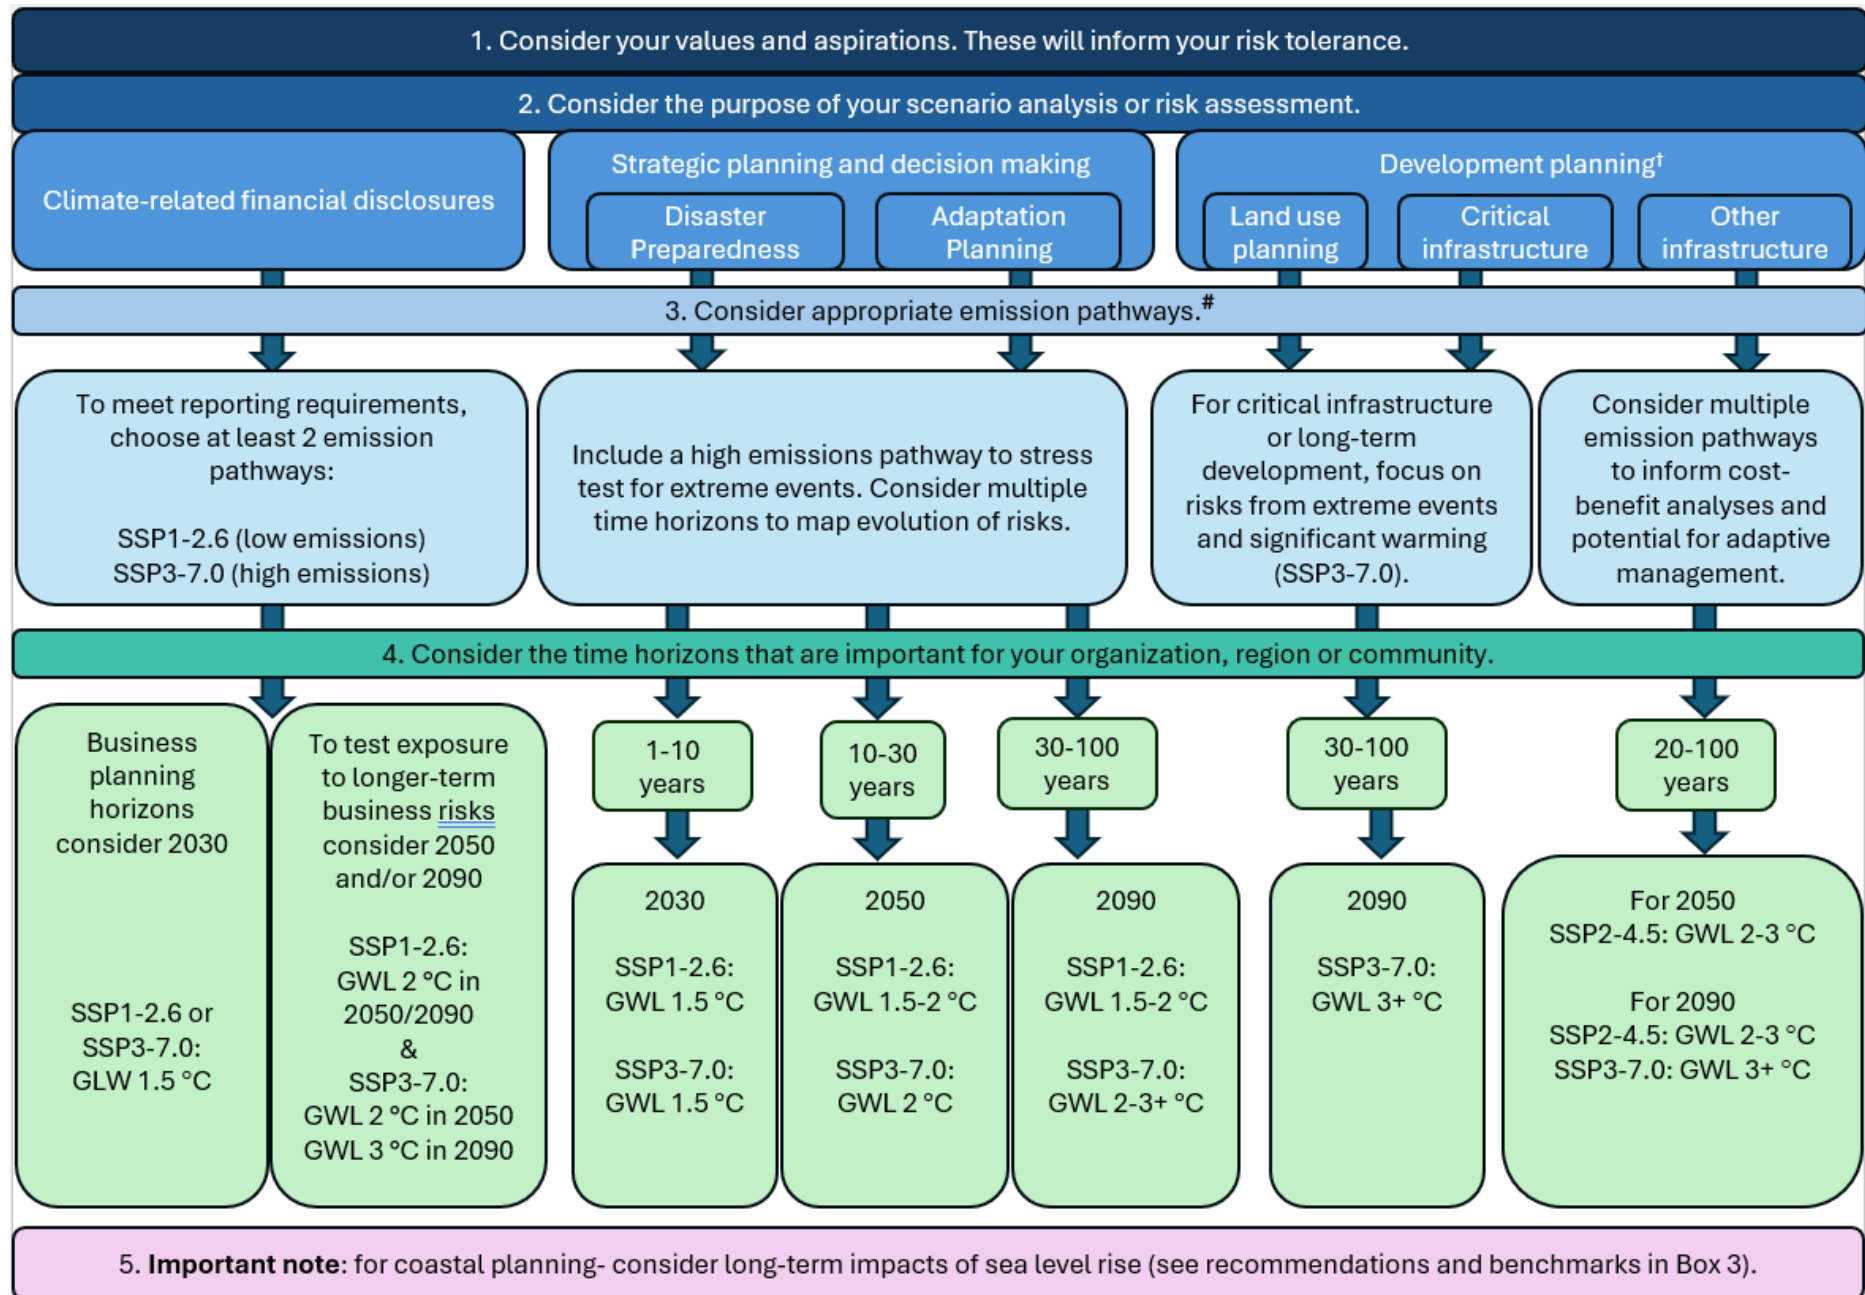 1. Consider your values and aspirations. These will inform your risk tolerance.
2. Consider the purpose of your scenario analysis or risk assessment.
Climate-related financial disclosures
Strategic planning and decision making
Disaster
Preparedness
Adaptation
Planning
Development planning†
Land use
planning
Critical
infrastructure
Other
infrastructure
3. Consider appropriate emission pathways.#
To meet reporting requirements,
choose at least 2 emission
pathways:
SSP1-2.6 (low emissions)
SSP3-7.0 (high emissions)
Include a high emissions pathway to stress
test for extreme events. Consider multiple
time horizons to map evolution of risks.
For critical infrastructure
or long-term
development, focus on
risks from extreme events
and significant warming
(SSP3-7.0).
Consider multiple
emission pathways
to inform cost-
benefit analyses and
potential for adaptive
management.
4. Consider the time horizons that are important for your organization, region or community.
Business
planning
horizons
consider 2030
SSP1-2.6 or
SSP3-7.0:
GLW 1.5 °C
To test exposure
to longer-term
business risks
consider 2050
and/or 2090
SSP1-2.6:
GWL 2 °C in
2050/2090
&
SSP3-7.0:
GWL 2 °C in 2050
GWL 3 °C in 2090
1-10
years
2030
SSP1-2.6:
GWL 1.5 °C
SSP3-7.0:
GWL 1.5 °C
10-30
years
2050
SSP1-2.6:
GWL 1.5-2 °C
SSP3-7.0:
GWL 2 °C
30-100
years
2090
SSP1-2.6:
GWL 1.5-2 °C
SSP3-7.0:
GWL 2-3+ °C
30-100
years
2090
SSP3-7.0:
GWL 3+ °C
20-100
years
For 2050
SSP2-4.5: GWL 2-3 °C
For 2090
SSP2-4.5: GWL 2-3 °C
SSP3-7.0: GWL 3+ °C
5. Important note: for coastal planning- consider long-term impacts of sea level rise (see recommendations and benchmarks in Box 3).